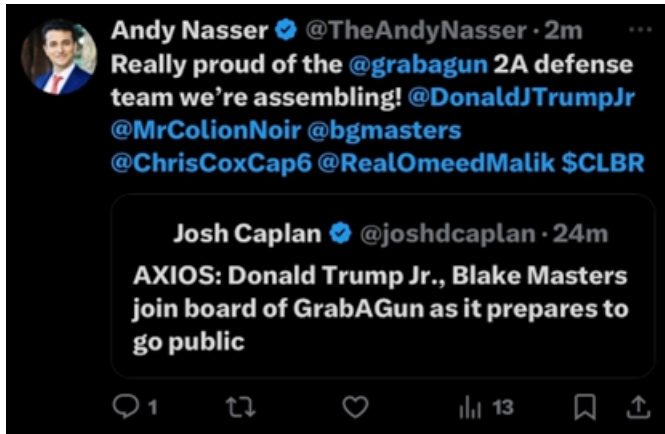 Andy Nasser @TheAndyNasser · 2m
Really proud of the @grabagun 2A defense
team we’re assembling! @DonaldJTrumpJr
@MrColionNoir @bgmasters
@ChrisCoxCap6 @RealOmeedMalik $CLBR
Josh Caplan @joshdcaplan · 24m
AXIOS: Donald Trump Jr., Blake Masters
join board of GrabAGun as it prepares to
go public
1 13